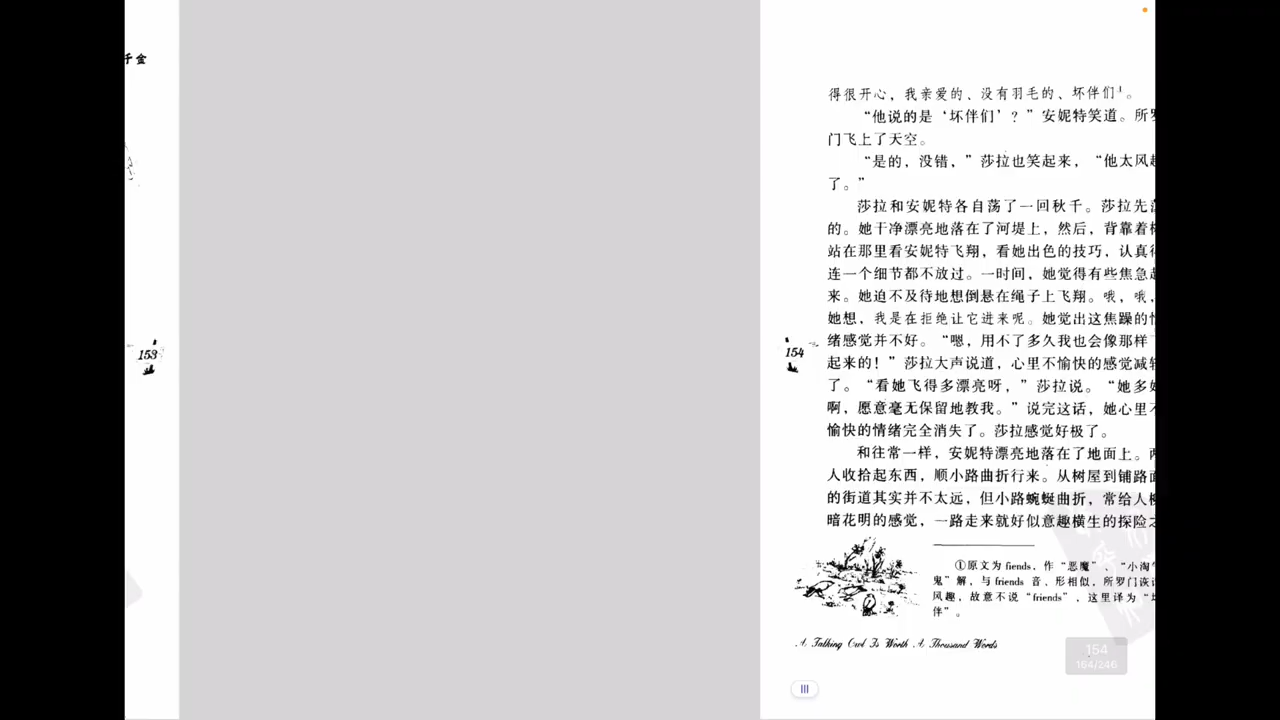 千金
153
得很开心，我亲爱的、没有羽毛的、坏伴们¹。
“他说的是‘坏伴们’？”安妮特笑道。所罗
门飞上了天空。
“是的，没错，”莎拉也笑起来，“他太风趣
了。”
莎拉和安妮特各自荡了一回秋千。莎拉先荡
的。她干净漂亮地落在了河堤上，然后，背靠着
站在那里看安妮特飞翔，看她出色的技巧，认真得
连一个细节都不放过。一时间，她觉得有些焦急起
来。她迫不及待地想倒悬在绳子上飞翔。哦，哦，
她想，我是在拒绝让它进来呢。她觉出这焦躁的情
绪感觉并不好。“嗯，用不了多久我也会像那样
起来的！”莎拉大声说道，心里不愉快的感觉减轻
了。“看她飞得多漂亮呀，”莎拉说。“她多好
啊，愿意毫无保留地教我。”说完这话，她心里不
愉快的情绪完全消失了。莎拉感觉好极了。
和往常一样，安妮特漂亮地落在了地面上。两
人收拾起东西，顺小路曲折行来。从树屋到铺路面
的街道其实并不太远，但小路蜿蜒曲折，常给人柳
暗花明的感觉，一路走来就好似意趣横生的探险之
154
①原文为 fiends，作“恶魔”、“小淘气
鬼”解，与 friends 音、形相似，所罗门诙谐
风趣，故意不说“friends”，这里译为“坏
伴”。
A Talking Owl Is Worth A Thousand Words
154
164/246